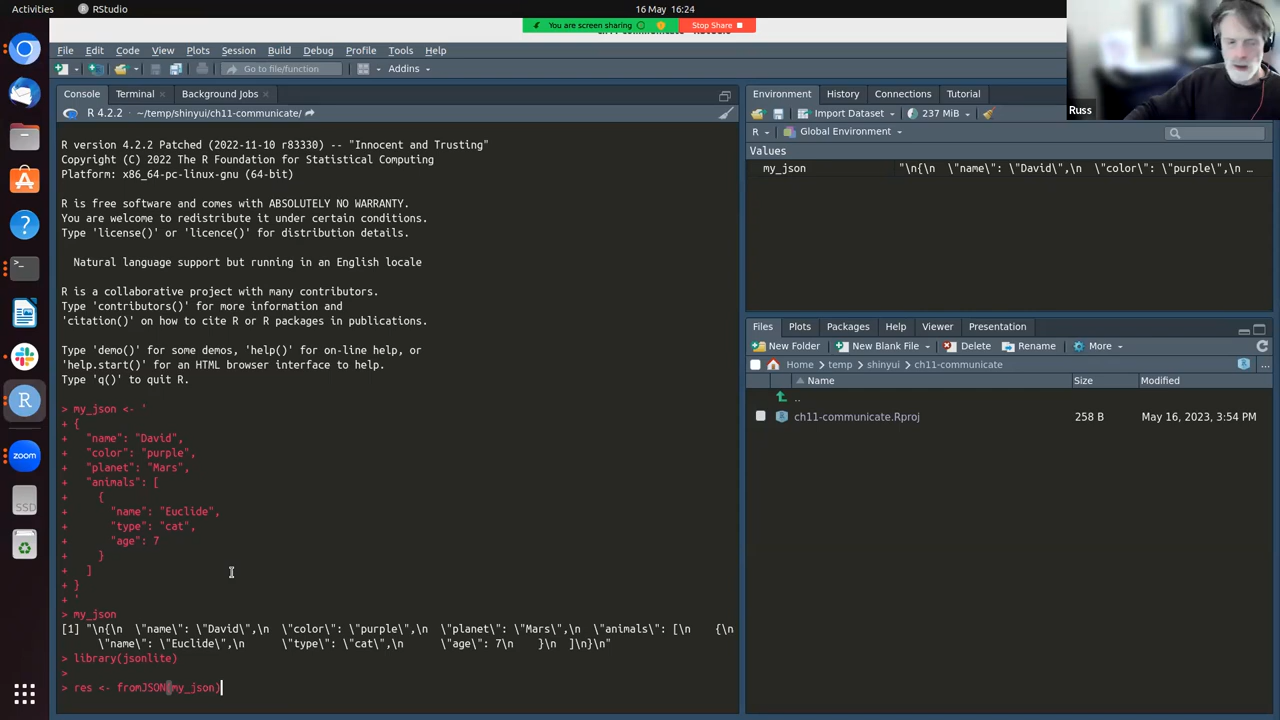 Activities
RStudio
16 May 16:24
You are screen sharing
Stop Share
File Edit Code View Plots Session Build Debug Profile Tools Help
Go to file/function
Addins
Console Terminal Background Jobs
R 4.2.2 · ~/temp/shinyui/ch11-communicate/
R version 4.2.2 Patched (2022-11-10 r83330) -- "Innocent and Trusting"
Copyright (C) 2022 The R Foundation for Statistical Computing
Platform: x86_64-pc-linux-gnu (64-bit)
R is free software and comes with ABSOLUTELY NO WARRANTY.
You are welcome to redistribute it under certain conditions.
Type 'license()' or 'licence()' for distribution details.
Natural language support but running in an English locale
R is a collaborative project with many contributors.
Type 'contributors()' for more information and
'citation()' on how to cite R or R packages in publications.
Type 'demo()' for some demos, 'help()' for on-line help, or
'help.start()' for an HTML browser interface to help.
Type 'q()' to quit R.
> my_json <- '
+ {
+   "name": "David",
+   "color": "purple",
+   "planet": "Mars",
+   "animals": [
+     {
+       "name": "Euclide",
+       "type": "cat",
+       "age": 7
+     }
+   ]
+ }
+ '
> my_json
[1] "\n{\n  \"name\": \"David\",\n  \"color\": \"purple\",\n  \"planet\": \"Mars\",\n  \"animals\": [\n    {\n
\"name\": \"Euclide\",\n      \"type\": \"cat\",\n      \"age\": 7\n    }\n  ]\n}\n"
> library(jsonlite)
>
> res <- fromJSON(my_json)
Russ
Environment History Connections Tutorial
Import Dataset 237 MiB
R Global Environment
Values
my_json "\n{\n  \"name\": \"David\",\n  \"color\": \"purple\",\n …
Files Plots Packages Help Viewer Presentation
New Folder New Blank File Delete Rename More
Home temp shinyui ch11-communicate ...
Name Size Modified
..
ch11-communicate.Rproj 258 B May 16, 2023, 3:54 PM
zoom
SSD